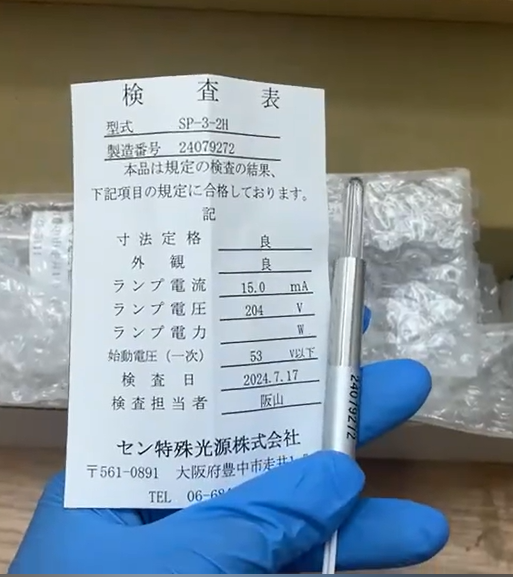 検査表
型式 SP-3-2H
製造番号 24079272
本品は規定の検査の結果、
下記項目の規定に合格しております。
記
寸法定格 良
外観 良
ランプ電流 15.0 mA
ランプ電圧 204 V
ランプ電力 W
始動電圧(一次) 53 V以下
検査日 2024.7.17
検査担当者 阪山
セン特殊光源株式会社
〒561-0891 大阪府豊中市走井
TEL 06-68
24079272